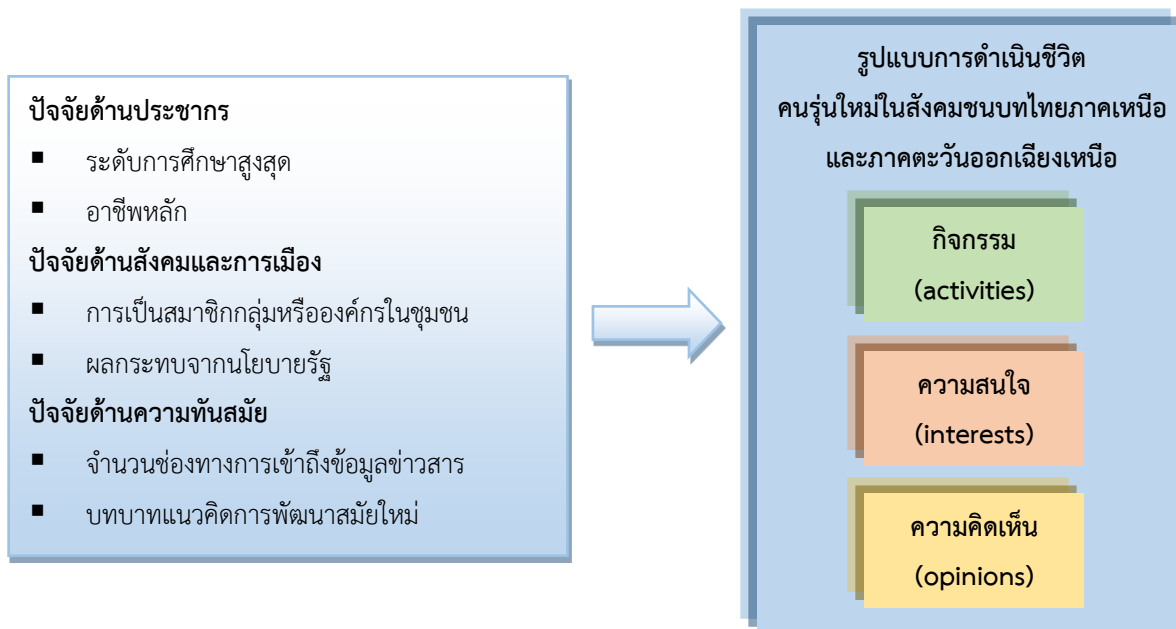 ปัจจัยด้านประชากร
▪ ระดับการศึกษาสูงสุด
▪ อาชีพหลัก
ปัจจัยด้านสังคมและการเมือง
▪ การเป็นสมาชิกกลุ่มหรือองค์กรในชุมชน
▪ ผลกระทบจากนโยบายรัฐ
ปัจจัยด้านความทันสมัย
▪ จำนวนช่องทางการเข้าถึงข้อมูลข่าวสาร
▪ บทบาทแนวคิดการพัฒนาสมัยใหม่
รูปแบบการดำเนินชีวิต
คนรุ่นใหม่ในสังคมชนบทไทยภาคเหนือ
และภาคตะวันออกเฉียงเหนือ
กิจกรรม
(activities)
ความสนใจ
(interests)
ความคิดเห็น
(opinions)